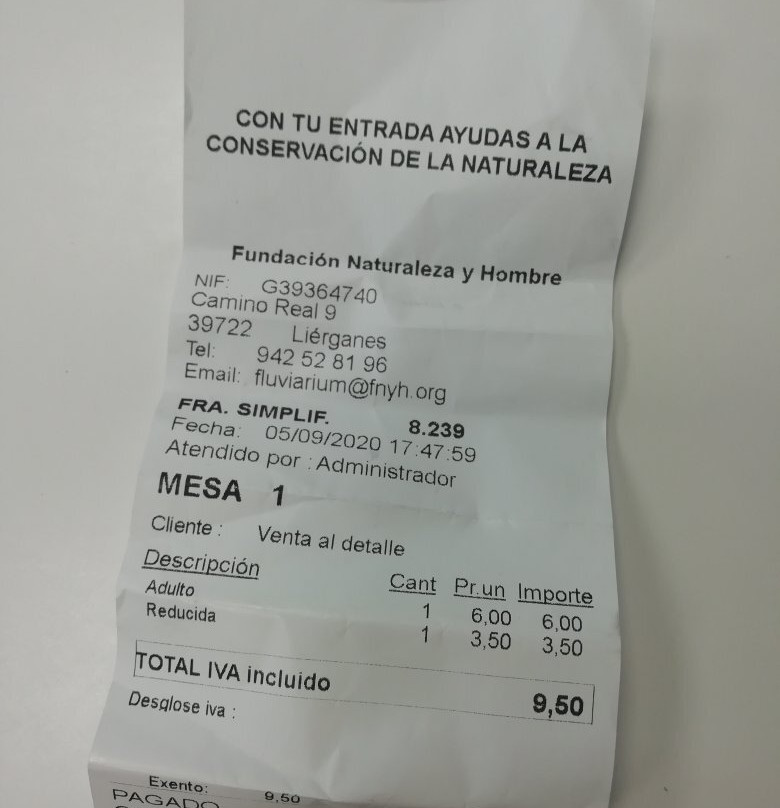 CON TU ENTRADA AYUDAS A LA
CONSERVACIÓN DE LA NATURALEZA
Fundación Naturaleza y Hombre
NIF: G39364740
Camino Real 9
39722 Liérganes
Tel: 942 52 81 96
Email: fluviarium@fnyh.org
FRA. SIMPLIF. 8.239
Fecha: 05/09/2020 17:47:59
Atendido por : Administrador
MESA 1
Cliente : Venta al detalle
Descripción Cant Pr.un Importe
Adulto 1 6,00 6,00
Reducida 1 3,50 3,50
TOTAL IVA incluido 9,50
Desglose iva :
Exento: 9,50
PAGADO